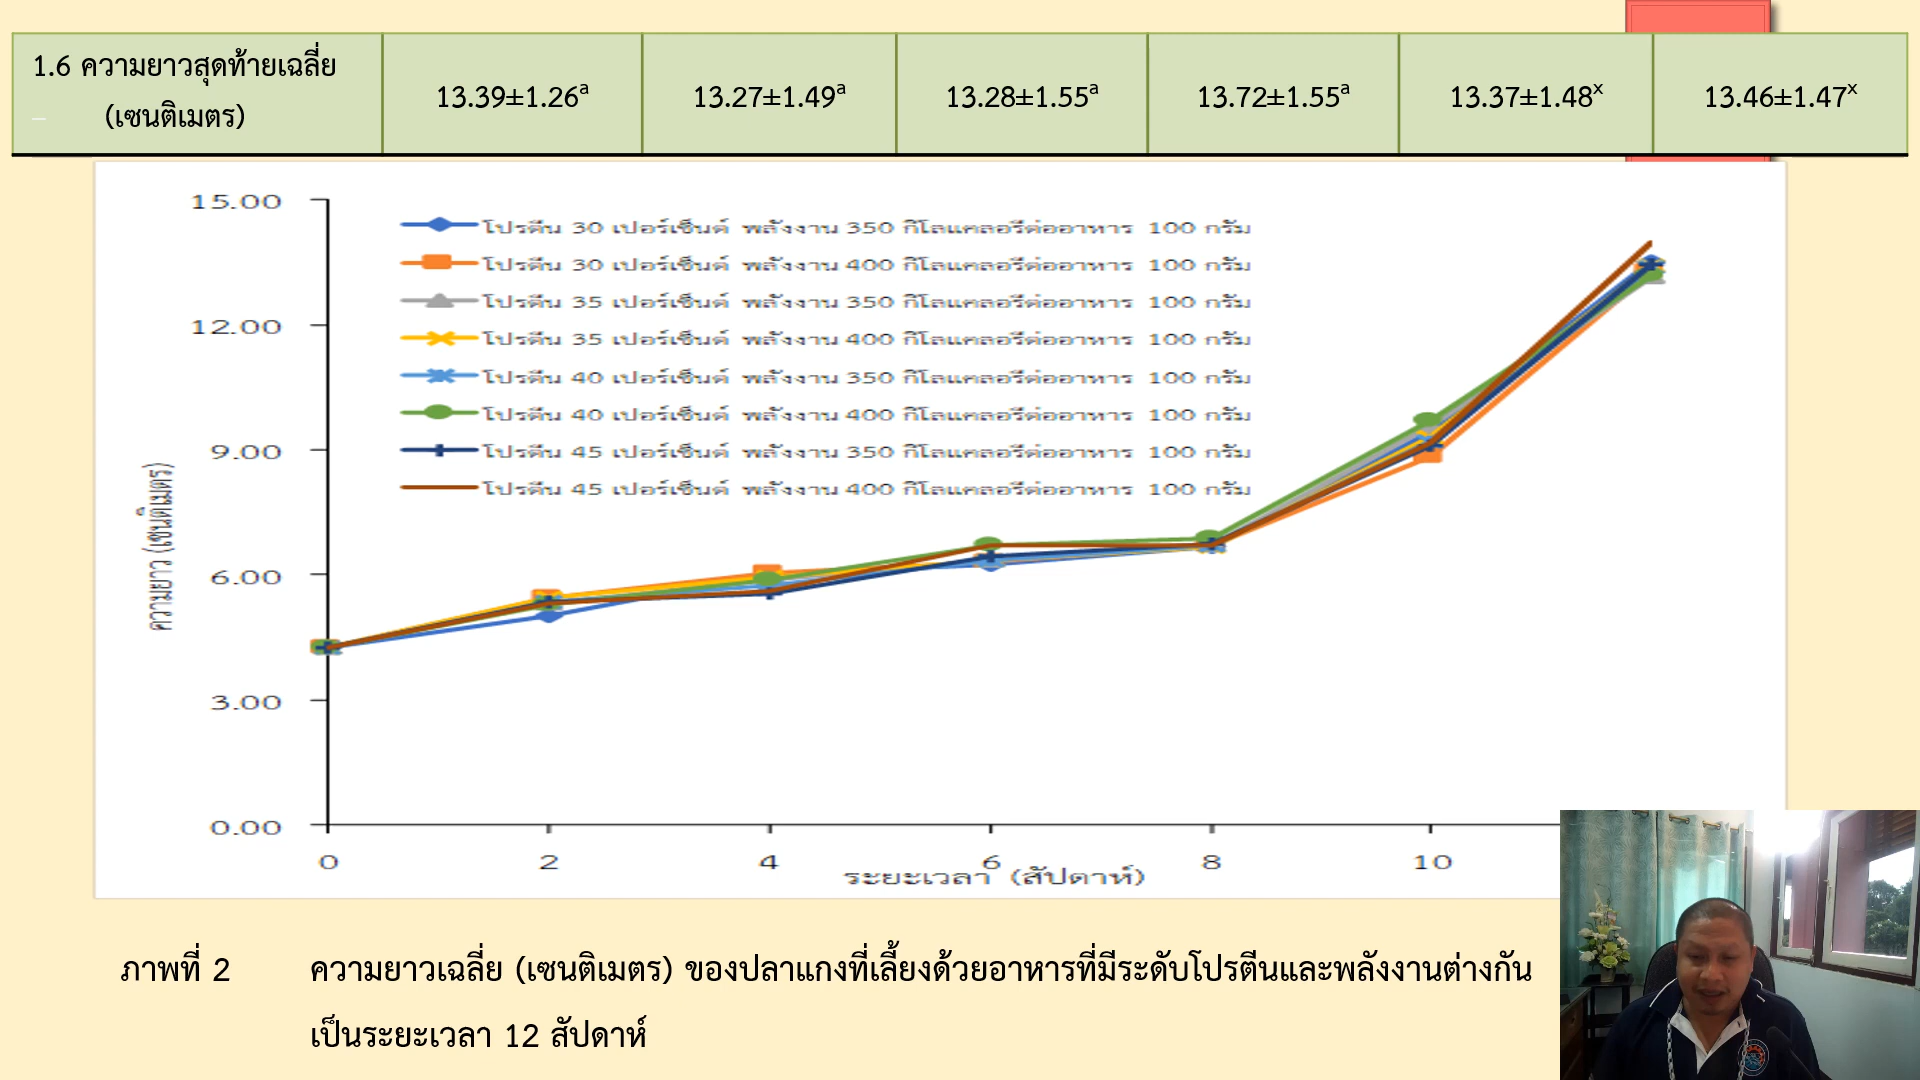 1.6 ความยาวสุดท้ายเฉลี่ย
(เซนติเมตร)
13.39±1.26ᵃ 13.27±1.49ᵃ 13.28±1.55ᵃ 13.72±1.55ᵃ 13.37±1.48ˣ 13.46±1.47ˣ
15.00
12.00
9.00
6.00
3.00
0.00
ความยาว (เซนติเมตร)
โปรตีน 30 เปอร์เซ็นต์ พลังงาน 350 กิโลแคลอรีต่ออาหาร 100 กรัม
โปรตีน 30 เปอร์เซ็นต์ พลังงาน 400 กิโลแคลอรีต่ออาหาร 100 กรัม
โปรตีน 35 เปอร์เซ็นต์ พลังงาน 350 กิโลแคลอรีต่ออาหาร 100 กรัม
โปรตีน 35 เปอร์เซ็นต์ พลังงาน 400 กิโลแคลอรีต่ออาหาร 100 กรัม
โปรตีน 40 เปอร์เซ็นต์ พลังงาน 350 กิโลแคลอรีต่ออาหาร 100 กรัม
โปรตีน 40 เปอร์เซ็นต์ พลังงาน 400 กิโลแคลอรีต่ออาหาร 100 กรัม
โปรตีน 45 เปอร์เซ็นต์ พลังงาน 350 กิโลแคลอรีต่ออาหาร 100 กรัม
โปรตีน 45 เปอร์เซ็นต์ พลังงาน 400 กิโลแคลอรีต่ออาหาร 100 กรัม
0 2 4 6 8 10
ระยะเวลา (สัปดาห์)
ภาพที่ 2 ความยาวเฉลี่ย (เซนติเมตร) ของปลาแกงที่เลี้ยงด้วยอาหารที่มีระดับโปรตีนและพลังงานต่างกัน
เป็นระยะเวลา 12 สัปดาห์